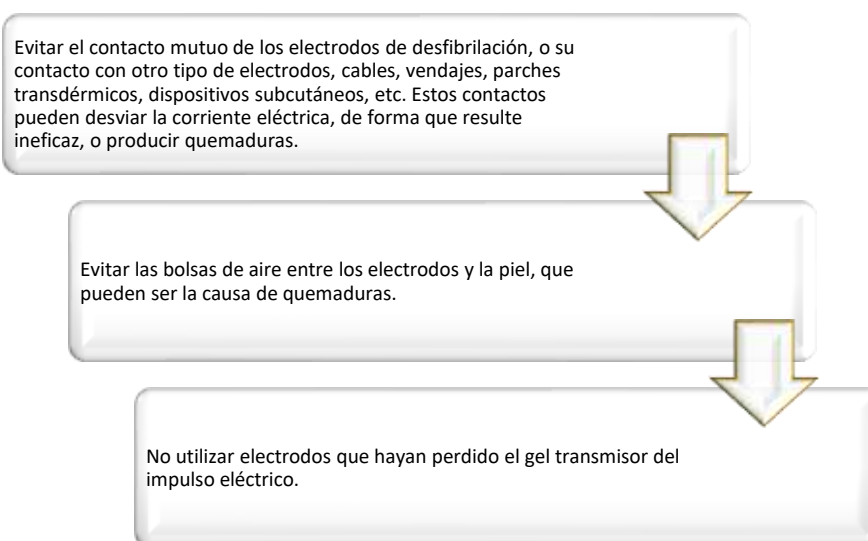 Evitar el contacto mutuo de los electrodos de desfibrilación, o su
contacto con otro tipo de electrodos, cables, vendajes, parches
transdérmicos, dispositivos subcutáneos, etc. Estos contactos
pueden desviar la corriente eléctrica, de forma que resulte
ineficaz, o producir quemaduras.
Evitar las bolsas de aire entre los electrodos y la piel, que
pueden ser la causa de quemaduras.
No utilizar electrodos que hayan perdido el gel transmisor del
impulso eléctrico.